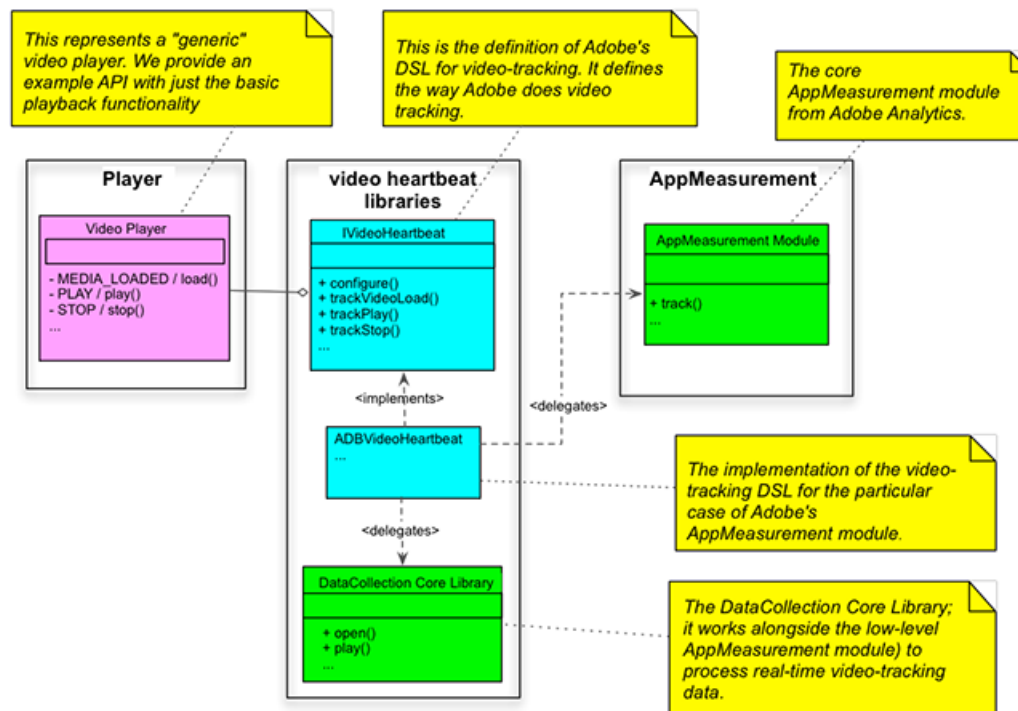 This represents a "generic"
video player. We provide an
example API with just the basic
playback functionality
This is the definition of Adobe's
DSL for video-tracking. It defines
the way Adobe does video
tracking.
The core
AppMeasurement module
from Adobe Analytics.
Player
Video Player
- MEDIA_LOADED / load()
- PLAY / play()
- STOP / stop()
...
video heartbeat
libraries
IVideoHeartbeat
+ configure()
+ trackVideoLoad()
+ trackPlay()
+ trackStop()
...
<implements>
ADBVideoHeartbeat
...
<delegates>
DataCollection Core Library
+ open()
+ play()
...
AppMeasurement
AppMeasurement Module
+ track()
...
<delegates>
The implementation of the video-
tracking DSL for the particular
case of Adobe's
AppMeasurement module.
The DataCollection Core Library;
it works alongside the low-level
AppMeasurement module) to
process real-time video-tracking
data.